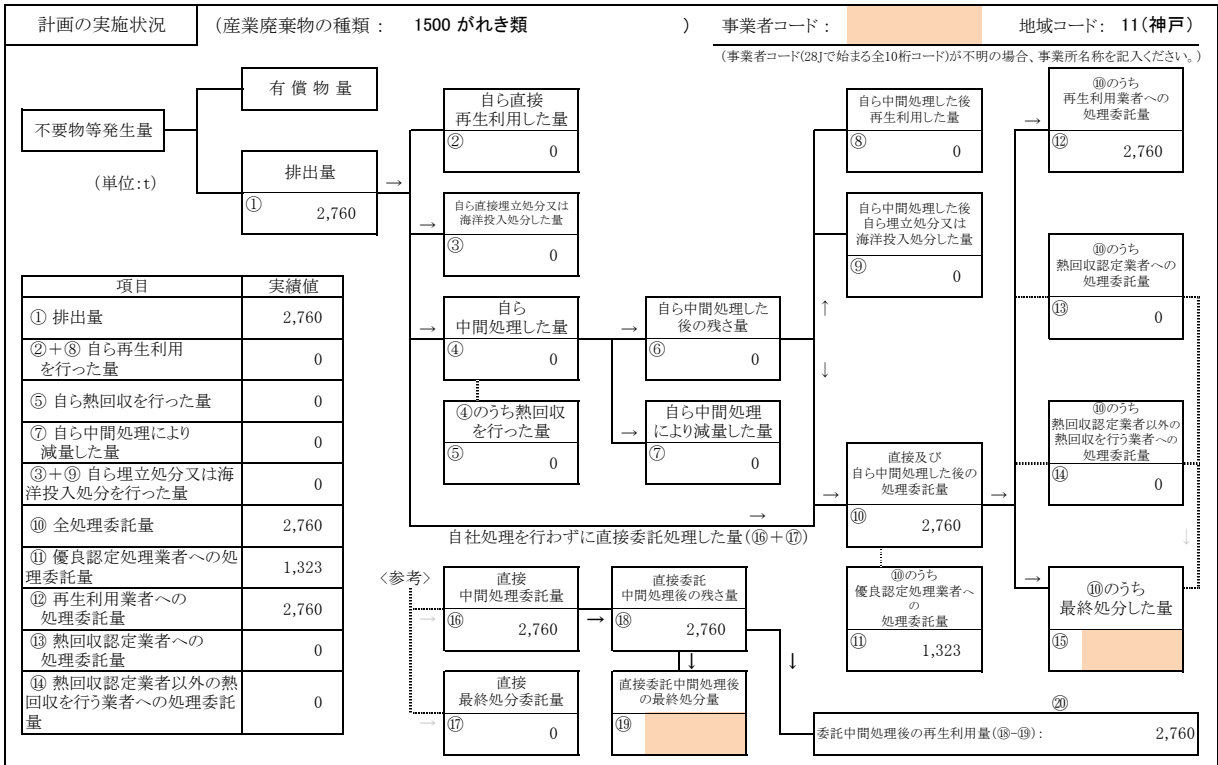 計画の実施状況 (産業廃棄物の種類： 1500 がれき類 ) 事業者コード： 地域コード： 11(神戸)
(事業者コード(28Jで始まる全10桁コード)が不明の場合、事業所名称を記入ください。)
不要物等発生量
(単位:t)
有償物量
排出量
→
① 2,760
自ら直接
再生利用した量
② 0
→
自ら直接埋立処分又は
海洋投入処分した量
③ 0
→
自ら
中間処理した量
④ 0
④のうち熱回収
を行った量
⑤ 0
→
自ら中間処理した
後の残さ量
⑥ 0
→
自ら中間処理
により減量した量
⑦ 0
自ら中間処理した後
再生利用した量
⑧ 0
自ら中間処理した後
自ら埋立処分又は
海洋投入処分した量
⑨ 0
↑
↓
→
直接及び
自ら中間処理した後の
処理委託量
⑩ 2,760
→
⑩のうち
優良認定処理業者へ
の
処理委託量
⑪ 1,323
→
⑩のうち
再生利用業者への
処理委託量
⑫ 2,760
⑩のうち
熱回収認定業者への
処理委託量
⑬ 0
⑩のうち
熱回収認定業者以外の
熱回収を行う業者への
処理委託量
⑭ 0
↓
→
⑩のうち
最終処分した量
⑮
項目 実績値
① 排出量 2,760
②＋⑧ 自ら再生利用
を行った量 0
⑤ 自ら熱回収を行った量 0
⑦ 自ら中間処理により
減量した量 0
③＋⑨ 自ら埋立処分又は海
洋投入処分を行った量 0
⑩ 全処理委託量 2,760
⑪ 優良認定処理業者への処
理委託量 1,323
⑫ 再生利用業者への
処理委託量 2,760
⑬ 熱回収認定業者への
処理委託量 0
⑭ 熱回収認定業者以外の熱
回収を行う業者への処理委託
量 0
→
自社処理を行わずに直接委託処理した量(⑯＋⑰)
〈参考〉
→
直接
中間処理委託量
⑯ 2,760
→
直接委託
中間処理後の残さ量
⑱ 2,760
→
直接
最終処分委託量
⑰ 0
↓
直接委託中間処理後
の最終処分量
⑲
↓
⑳
委託中間処理後の再生利用量(⑱-⑲)： 2,760